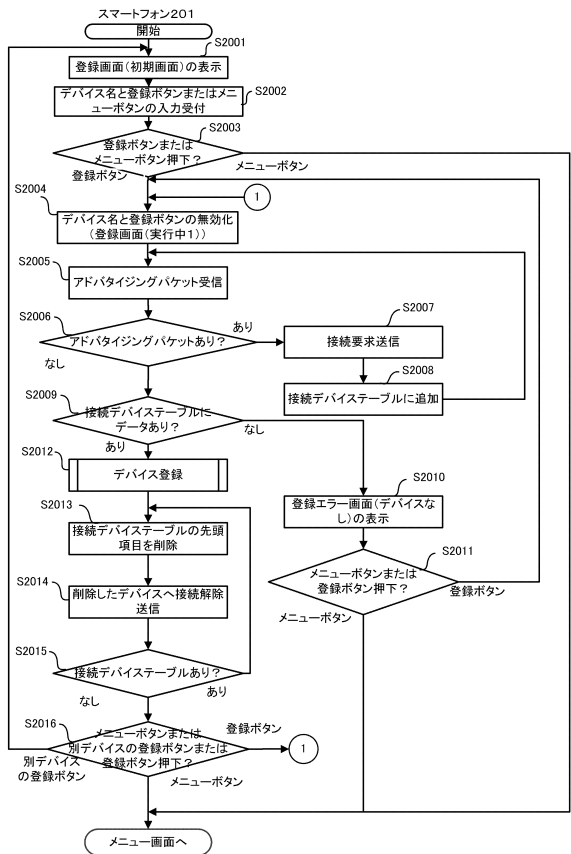 スマートフォン201
開始
S2001
登録画面(初期画面)の表示
S2002
デバイス名と登録ボタンまたはメニ
ューボタンの入力受付
S2003
登録ボタンまたは
メニューボタン押下?
メニューボタン
登録ボタン
1
S2004
デバイス名と登録ボタンの無効化
(登録画面(実行中1))
S2005
アドバタイジングパケット受信
S2006
アドバタイジングパケットあり?
あり
なし
S2007
接続要求送信
S2008
接続デバイステーブルに追加
S2009
接続デバイステーブルに
データあり?
なし
あり
S2012
デバイス登録
S2010
登録エラー画面(デバイスな
し)の表示
S2011
メニューボタンまたは
登録ボタン押下?
登録ボタン
メニューボタン
S2013
接続デバイステーブルの先頭
項目を削除
S2014
削除したデバイスへ接続解除
送信
S2015
接続デバイステーブルあり?
あり
なし
S2016
メニューボタンまたは
別デバイスの登録ボタンまたは
登録ボタン押下?
登録ボタン
1
別デバイス
の登録ボタン
メニューボタン
メニュー画面へ